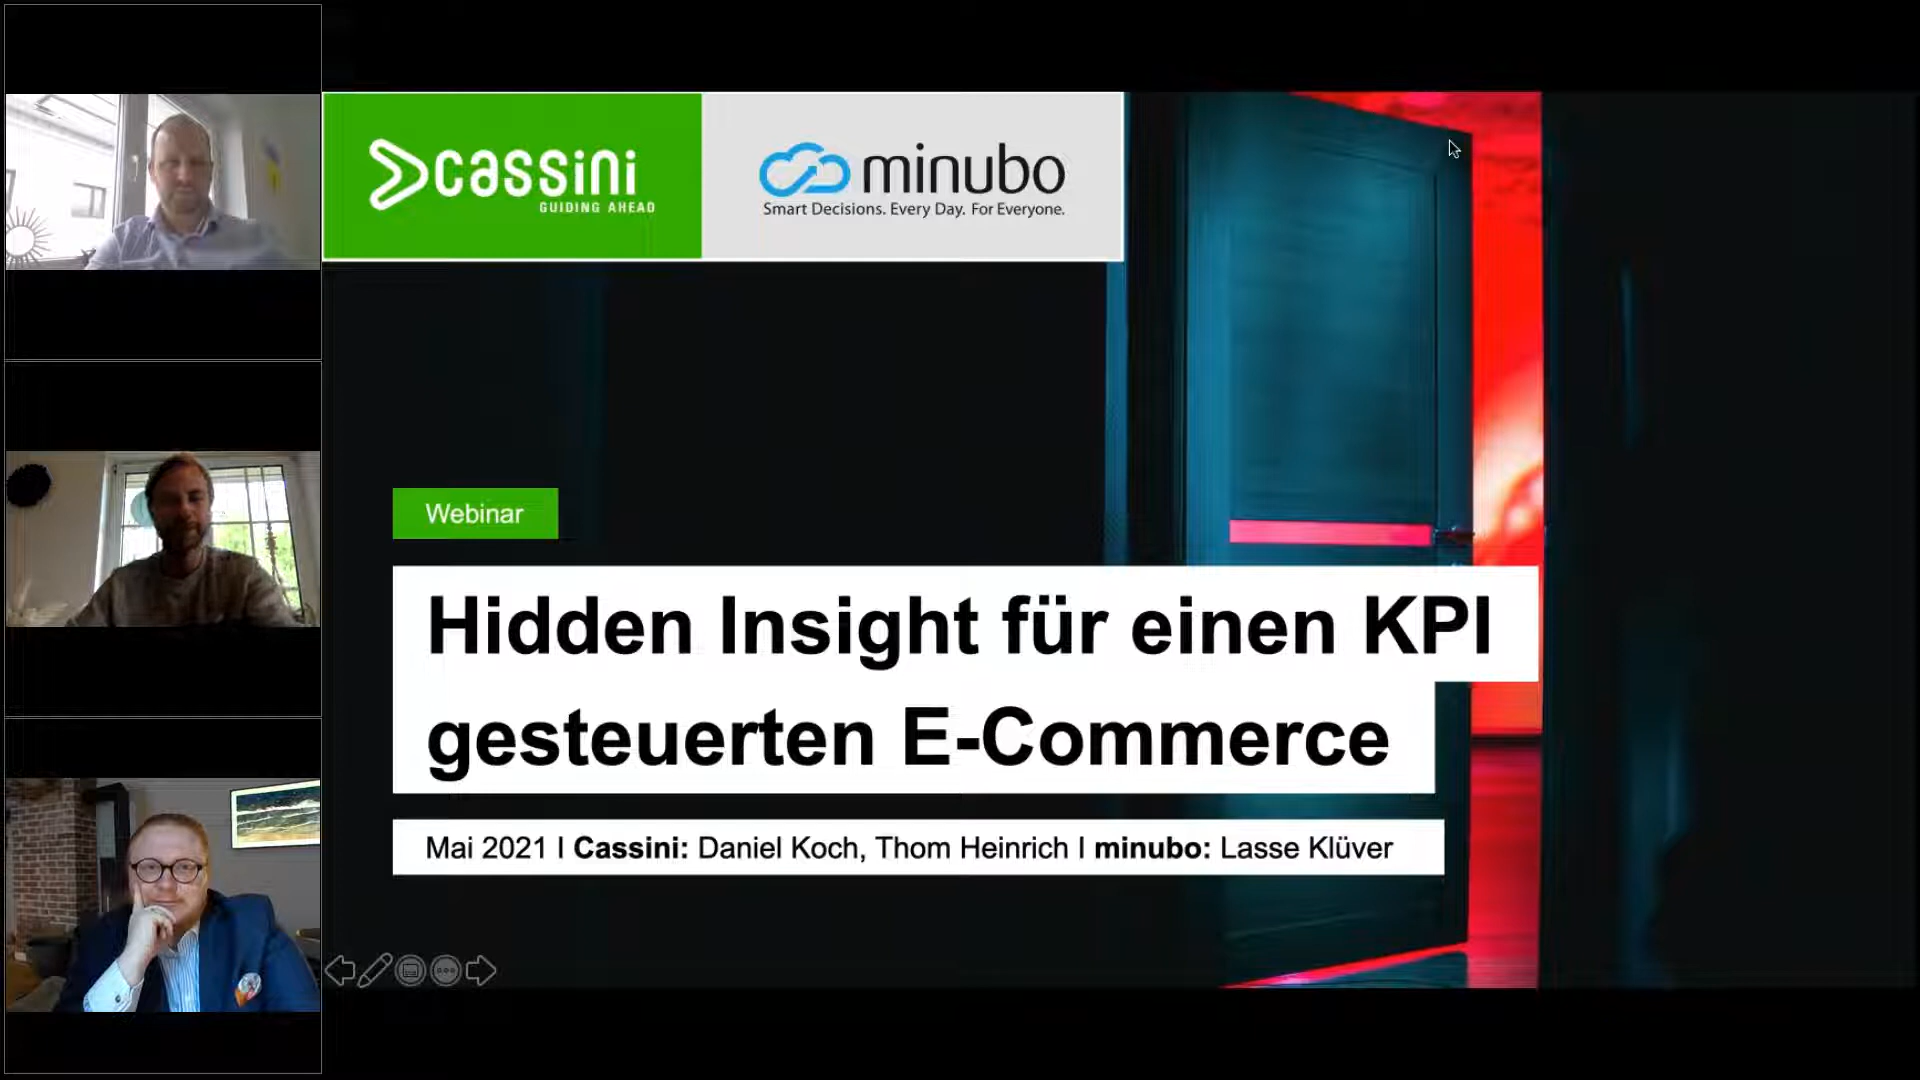 cassini
GUIDING AHEAD
minubo
Smart Decisions. Every Day. For Everyone.
Webinar
Hidden Insight für einen KPI
gesteuerten E-Commerce
Mai 2021 I Cassini: Daniel Koch, Thom Heinrich I minubo: Lasse Klüver